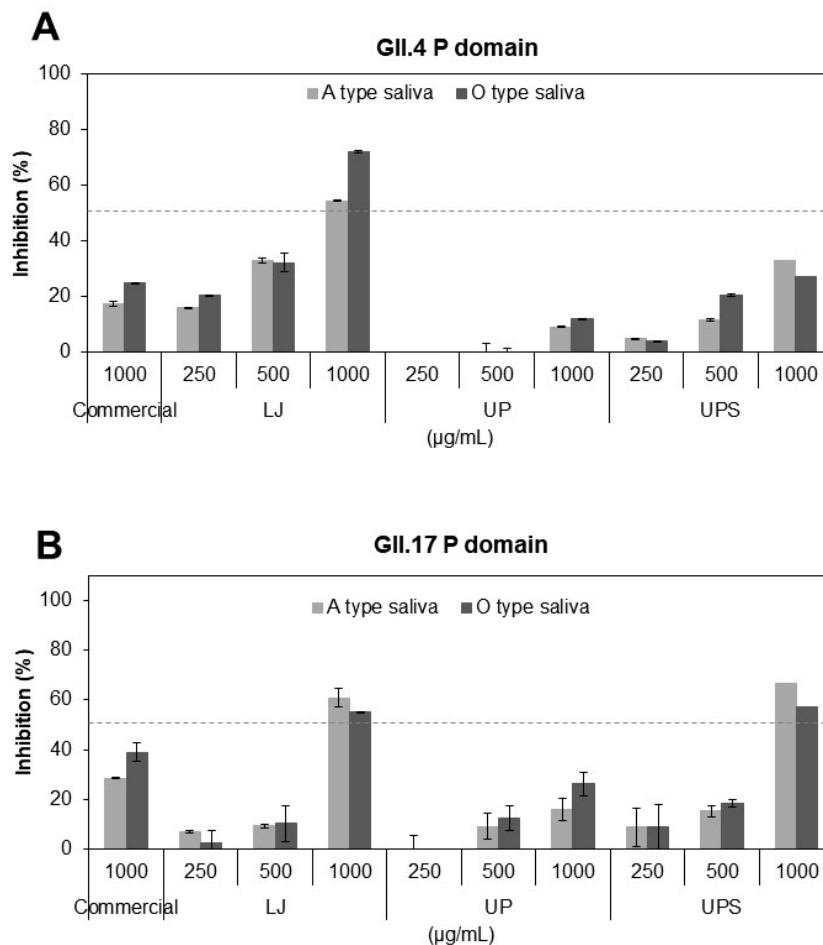 A
GII.4 P domain
A type saliva
O type saliva
Inhibition (%)
100
80
60
40
20
0
1000 250 500 1000 250 500 1000 250 500 1000
Commercial LJ UP UPS
(µg/mL)
B
GII.17 P domain
A type saliva
O type saliva
Inhibition (%)
100
80
60
40
20
0
1000 250 500 1000 250 500 1000 250 500 1000
Commercial LJ UP UPS
(µg/mL)